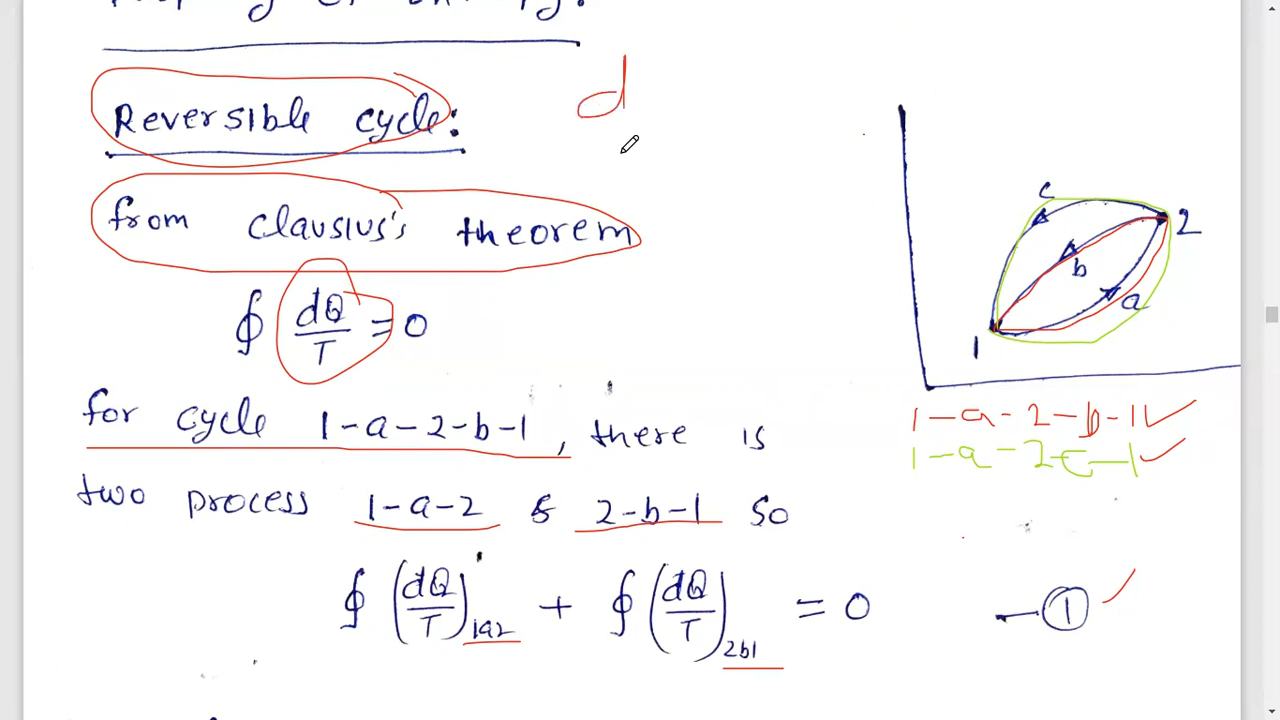 Reversible cycle:
d
from clausius's theorem
∮ dQ/T = 0
for cycle 1-a-2-b-1, there is
two process 1-a-2 & 2-b-1 so
∮ (dQ/T)1a2 + ∮ (dQ/T)2b1 = 0 — ①
c
2
b
a
1
1-a-2-b-1✓
1-a-2-c-1✓